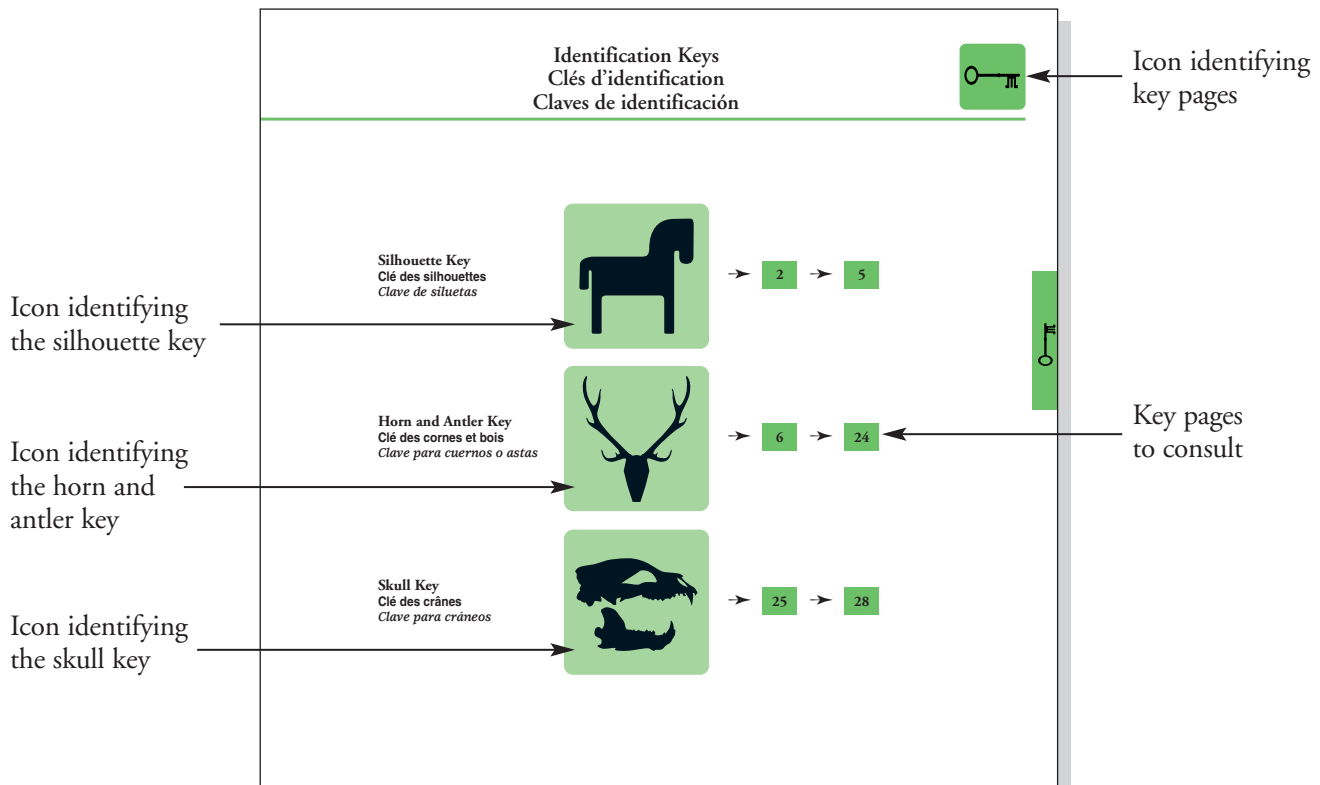 Identification Keys
Clés d'identification
Claves de identificación
Icon identifying
key pages
Silhouette Key
Clé des silhouettes
Clave de siluetas
2
5
Icon identifying
the silhouette key
Horn and Antler Key
Clé des cornes et bois
Clave para cuernos o astas
6
24
Key pages
to consult
Icon identifying
the horn and
antler key
Skull Key
Clé des crânes
Clave para cráneos
25
28
Icon identifying
the skull key